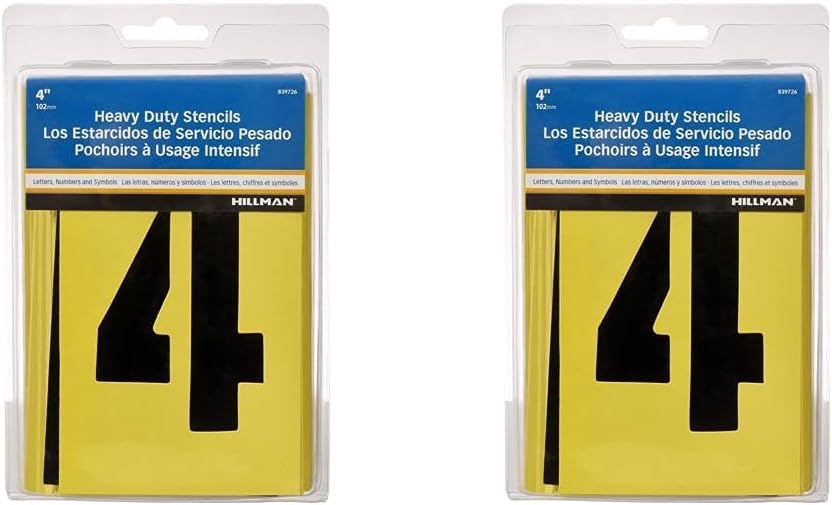 4" 839726
102mm
Heavy Duty Stencils
Los Estarcidos de Servicio Pesado
Pochoirs à Usage Intensif
Letters, Numbers and Symbols · Las letras, números y símbolos · Les lettres, chiffres et symboles
HILLMAN™
4
4" 839726
102mm
Heavy Duty Stencils
Los Estarcidos de Servicio Pesado
Pochoirs à Usage Intensif
Letters, Numbers and Symbols · Las letras, números y símbolos · Les lettres, chiffres et symboles
HILLMAN™
4